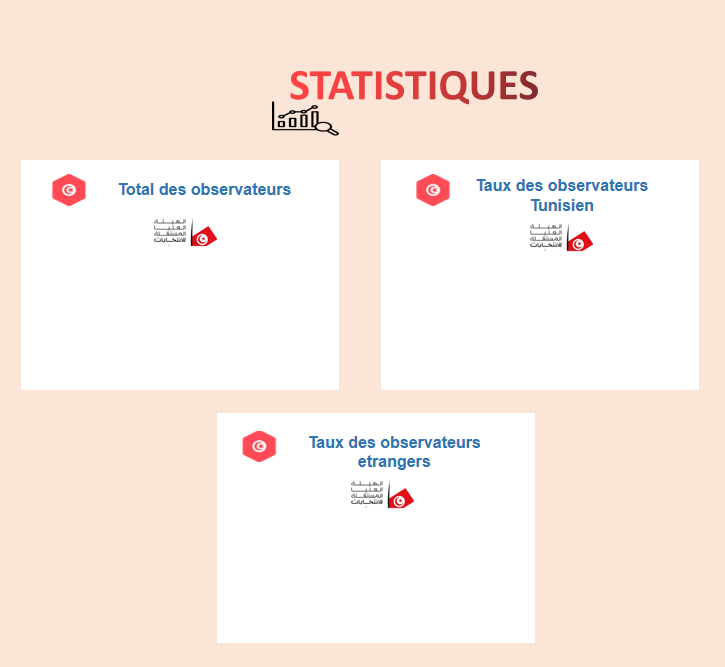 STATISTIQUES
Total des observateurs
الهيئة
العليا
المستقلة
للانتخابات
Taux des observateurs
Tunisien
الهيئة
العليا
المستقلة
للانتخابات
Taux des observateurs
etrangers
الهيئة
العليا
المستقلة
للانتخابات